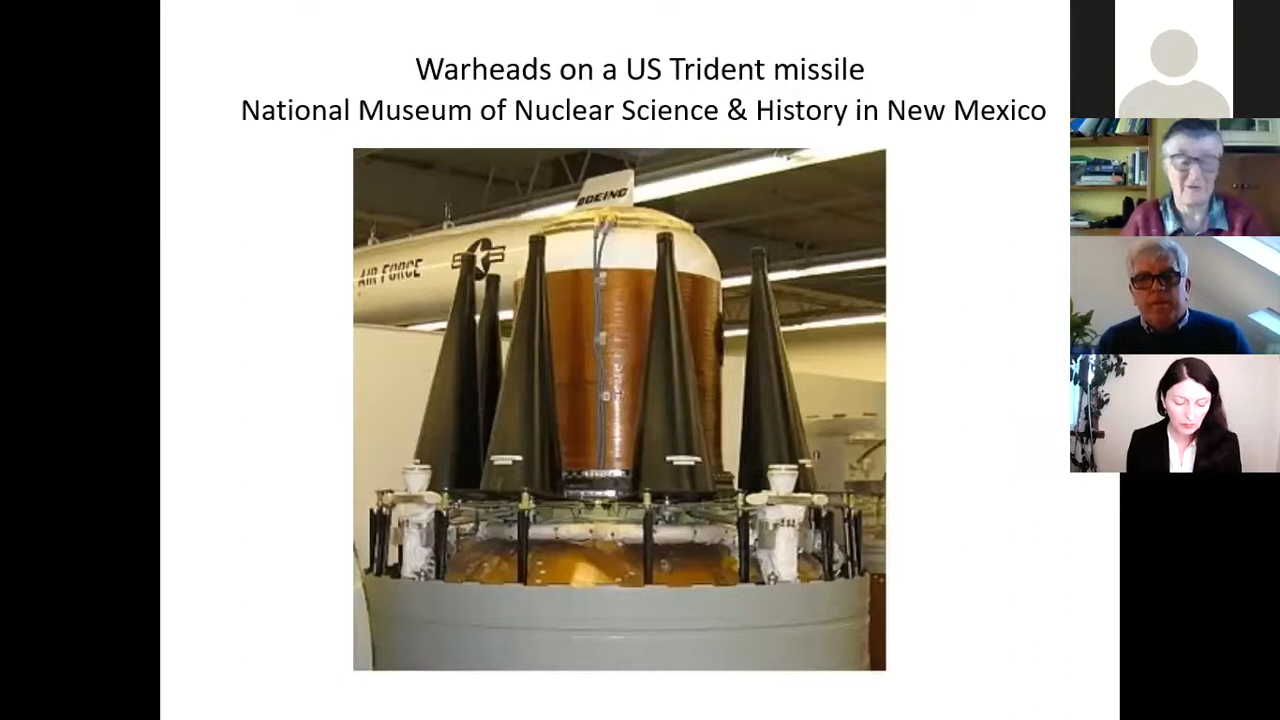 Warheads on a US Trident missile
National Museum of Nuclear Science & History in New Mexico
BOEING
AIR FORCE